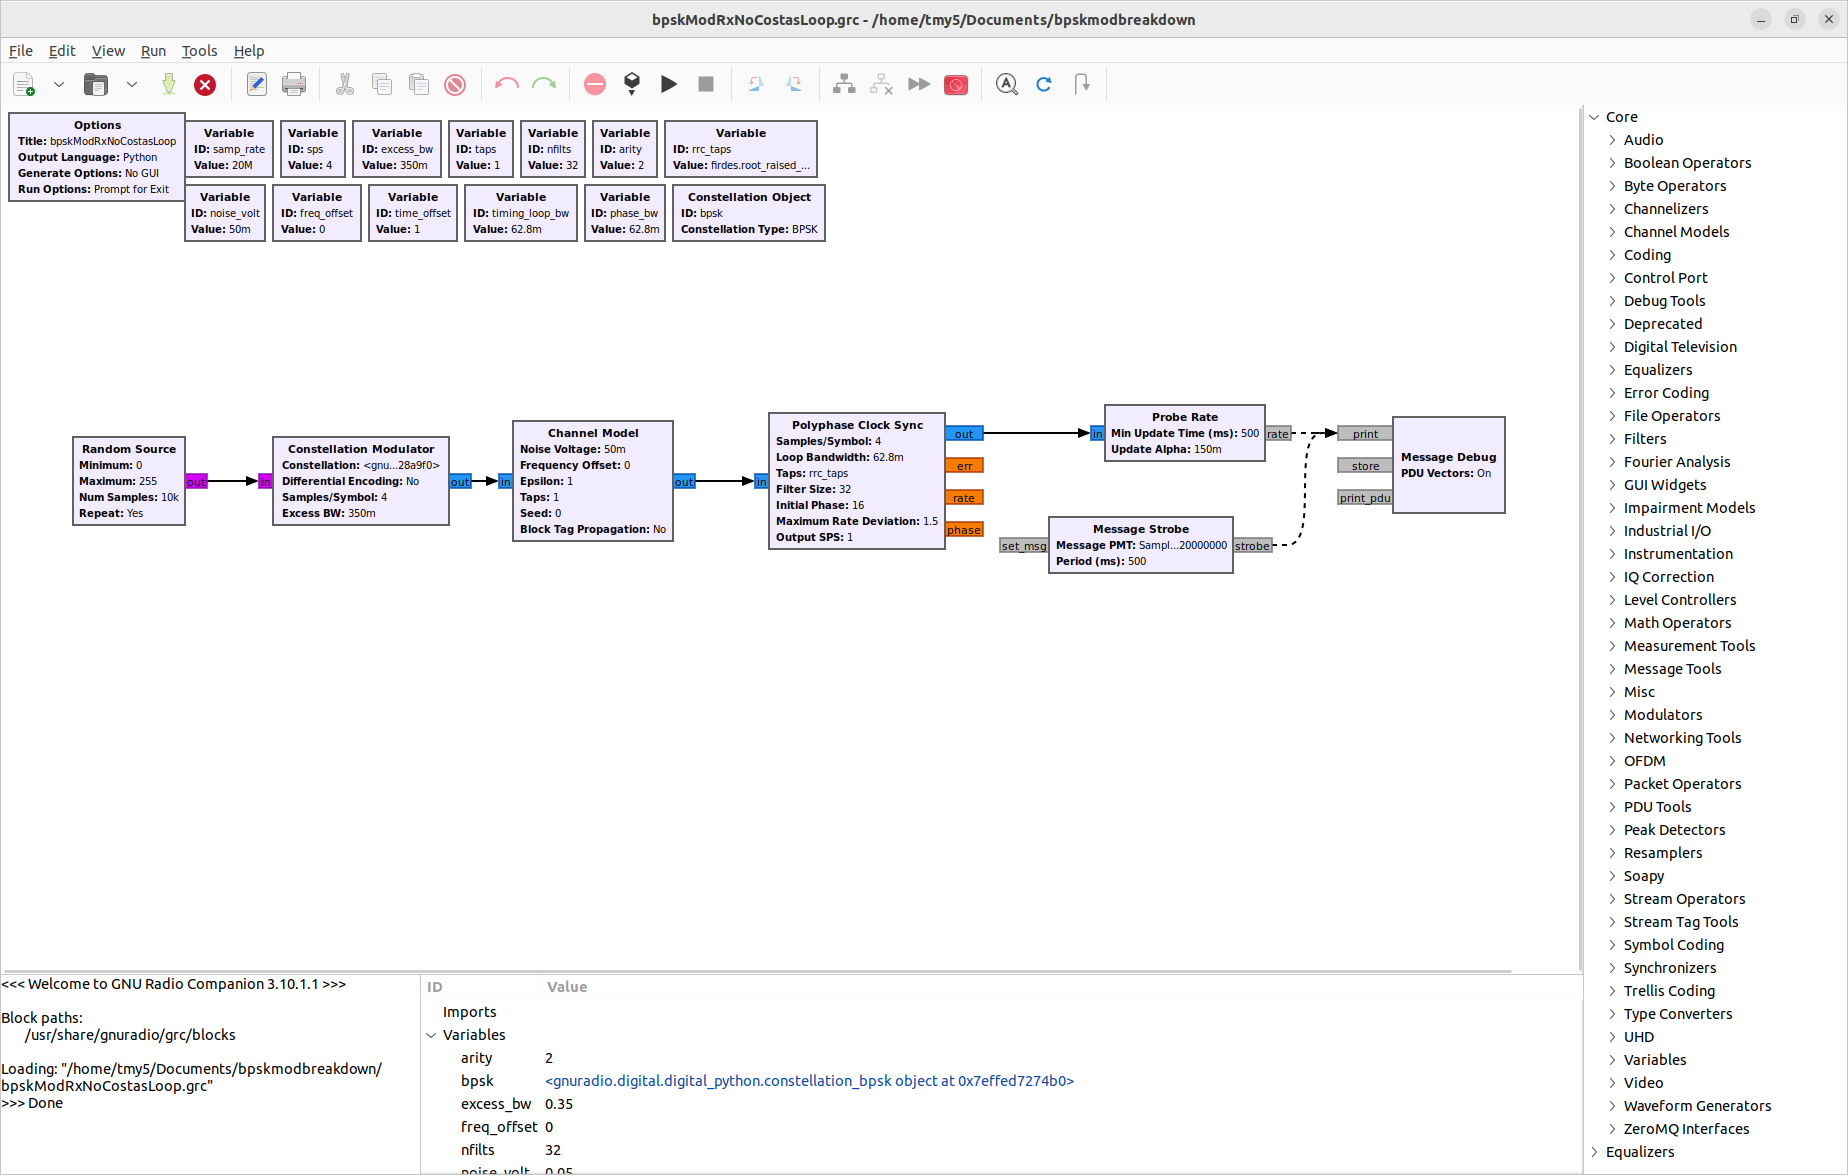 bpskModRxNoCostasLoop.grc - /home/tmy5/Documents/bpskmodbreakdown
File Edit View Run Tools Help
Options
Title: bpskModRxNoCostasLoop
Output Language: Python
Generate Options: No GUI
Run Options: Prompt for Exit
Variable
ID: samp_rate
Value: 20M
Variable
ID: sps
Value: 4
Variable
ID: excess_bw
Value: 350m
Variable
ID: taps
Value: 1
Variable
ID: nfilts
Value: 32
Variable
ID: arity
Value: 2
Variable
ID: rrc_taps
Value: firdes.root_raised_...
Variable
ID: noise_volt
Value: 50m
Variable
ID: freq_offset
Value: 0
Variable
ID: time_offset
Value: 1
Variable
ID: timing_loop_bw
Value: 62.8m
Variable
ID: phase_bw
Value: 62.8m
Constellation Object
ID: bpsk
Constellation Type: BPSK
Random Source
Minimum: 0
Maximum: 255
Num Samples: 10k
Repeat: Yes
out
in
Constellation Modulator
Constellation: <gnu...28a9f0>
Differential Encoding: No
Samples/Symbol: 4
Excess BW: 350m
out
in
Channel Model
Noise Voltage: 50m
Frequency Offset: 0
Epsilon: 1
Taps: 1
Seed: 0
Block Tag Propagation: No
out
in
Polyphase Clock Sync
Samples/Symbol: 4
Loop Bandwidth: 62.8m
Taps: rrc_taps
Filter Size: 32
Initial Phase: 16
Maximum Rate Deviation: 1.5
Output SPS: 1
out
err
rate
phase
in
Probe Rate
Min Update Time (ms): 500
Update Alpha: 150m
rate
set_msg
Message Strobe
Message PMT: Sampl...20000000
Period (ms): 500
strobe
print
store
print_pdu
Message Debug
PDU Vectors: On
Core
Audio
Boolean Operators
Byte Operators
Channelizers
Channel Models
Coding
Control Port
Debug Tools
Deprecated
Digital Television
Equalizers
Error Coding
File Operators
Filters
Fourier Analysis
GUI Widgets
Impairment Models
Industrial I/O
Instrumentation
IQ Correction
Level Controllers
Math Operators
Measurement Tools
Message Tools
Misc
Modulators
Networking Tools
OFDM
Packet Operators
PDU Tools
Peak Detectors
Resamplers
Soapy
Stream Operators
Stream Tag Tools
Symbol Coding
Synchronizers
Trellis Coding
Type Converters
UHD
Variables
Video
Waveform Generators
ZeroMQ Interfaces
Equalizers
<<< Welcome to GNU Radio Companion 3.10.1.1 >>>
Block paths:
/usr/share/gnuradio/grc/blocks
Loading: "/home/tmy5/Documents/bpskmodbreakdown/
bpskModRxNoCostasLoop.grc"
>>> Done
ID Value
Imports
Variables
arity 2
bpsk <gnuradio.digital.digital_python.constellation_bpsk object at 0x7effed7274b0>
excess_bw 0.35
freq_offset 0
nfilts 32
noise_volt 0.05